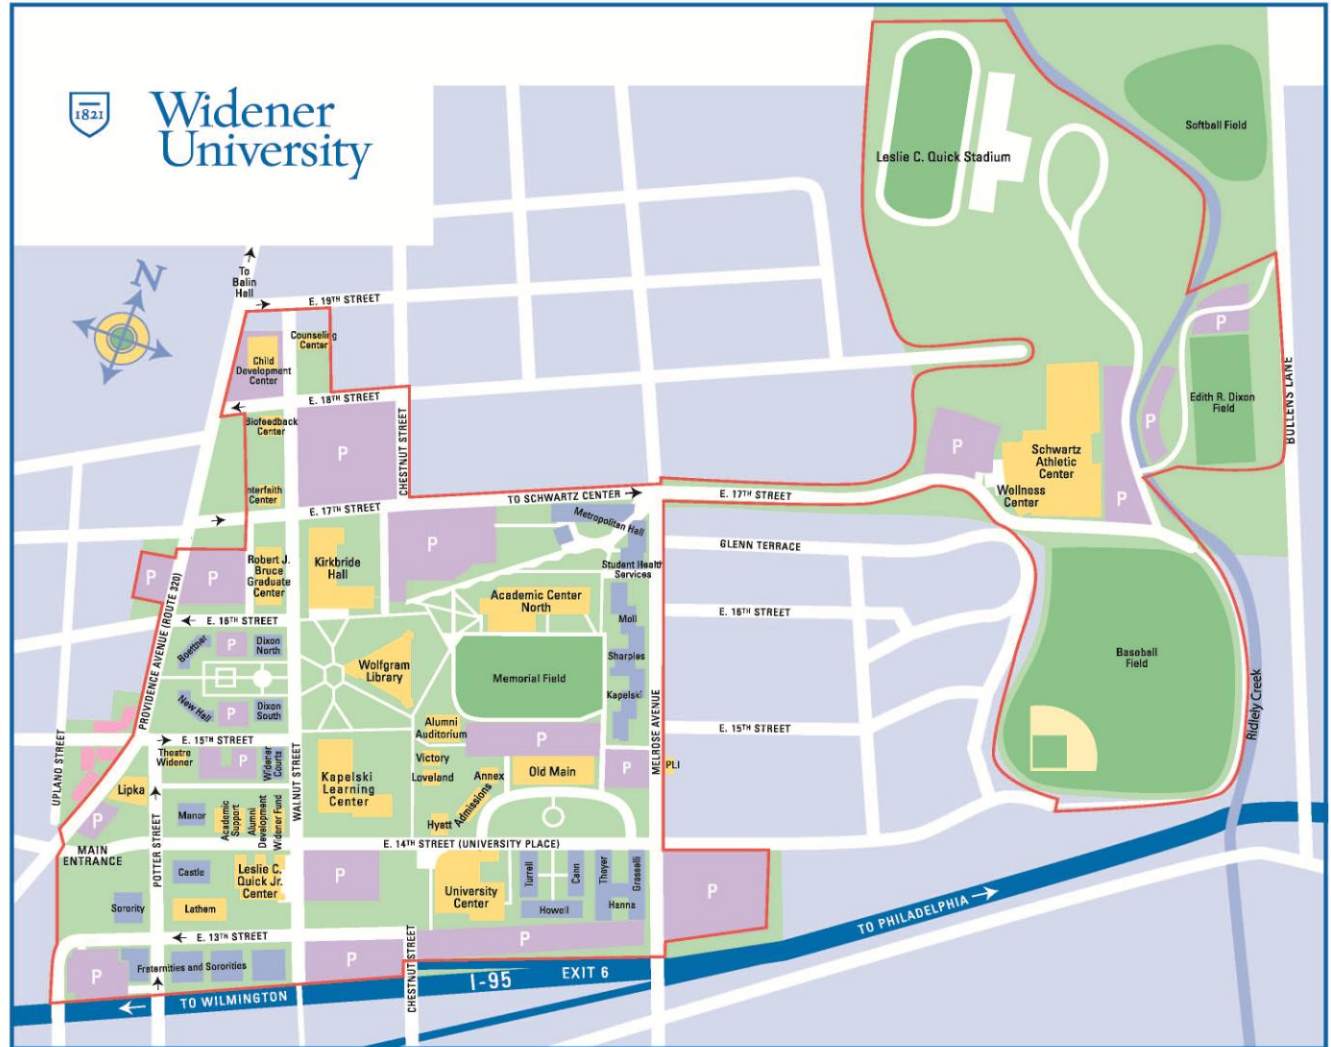 1821
Widener
University
N
To
Balin
Hall
E. 19TH STREET
Counseling
Center
Child
Development
Center
E. 18TH STREET
Biofeedback
Center
P
CHESTNUT STREET
nterfaith
Center
E. 17TH STREET
TO SCHWARTZ CENTER
E. 17TH STREET
Leslie C. Quick Stadium
Softball Field
P
Edith R. Dixon
Field
BULLENS LANE
P
P
P
Schwartz
Athletic
Center
Wellness
Center
Metropolitan Hall
P
Student Health
Services
GLENN TERRACE
P
P
Robert J.
Bruce
Graduate
Center
Kirkbride
Hall
Academic Center
North
Moll
E. 16TH STREET
E. 18TH STREET
PROVIDENCE AVENUE (ROUTE 320)
Boettner
P
Dixon
North
Wolfgram
Library
Memorial Field
Sharples
Kapelski
Baseball
Field
Ridlely Creek
New Hall
P
Dixon
South
Alumni
Auditorium
P
MELROSE AVENUE
E. 15TH STREET
E. 15TH STREET
UPLAND STREET
Theatre
Widener
P
Widener
Courts
WALNUT STREET
Kapelski
Learning
Center
Victory
Loveland
Annex
Admissions
Old Main
P
PLI
Lipka
P
MAIN
ENTRANCE
POTTER STREET
Manor
Academic
Support
Alumni
Development
Widener Fund
Hyatt
E. 14TH STREET (UNIVERSITY PLACE)
Castle
Leslie C.
Quick Jr.
Center
P
University
Center
Turrell
Cann
Thayer
Grasselli
P
Sorority
Lathem
Howell
Hanna
E. 13TH STREET
P
P
Fraternities and Sororities
P
CHESTNUT STREET
TO WILMINGTON
I-95
EXIT 6
TO PHILADELPHIA